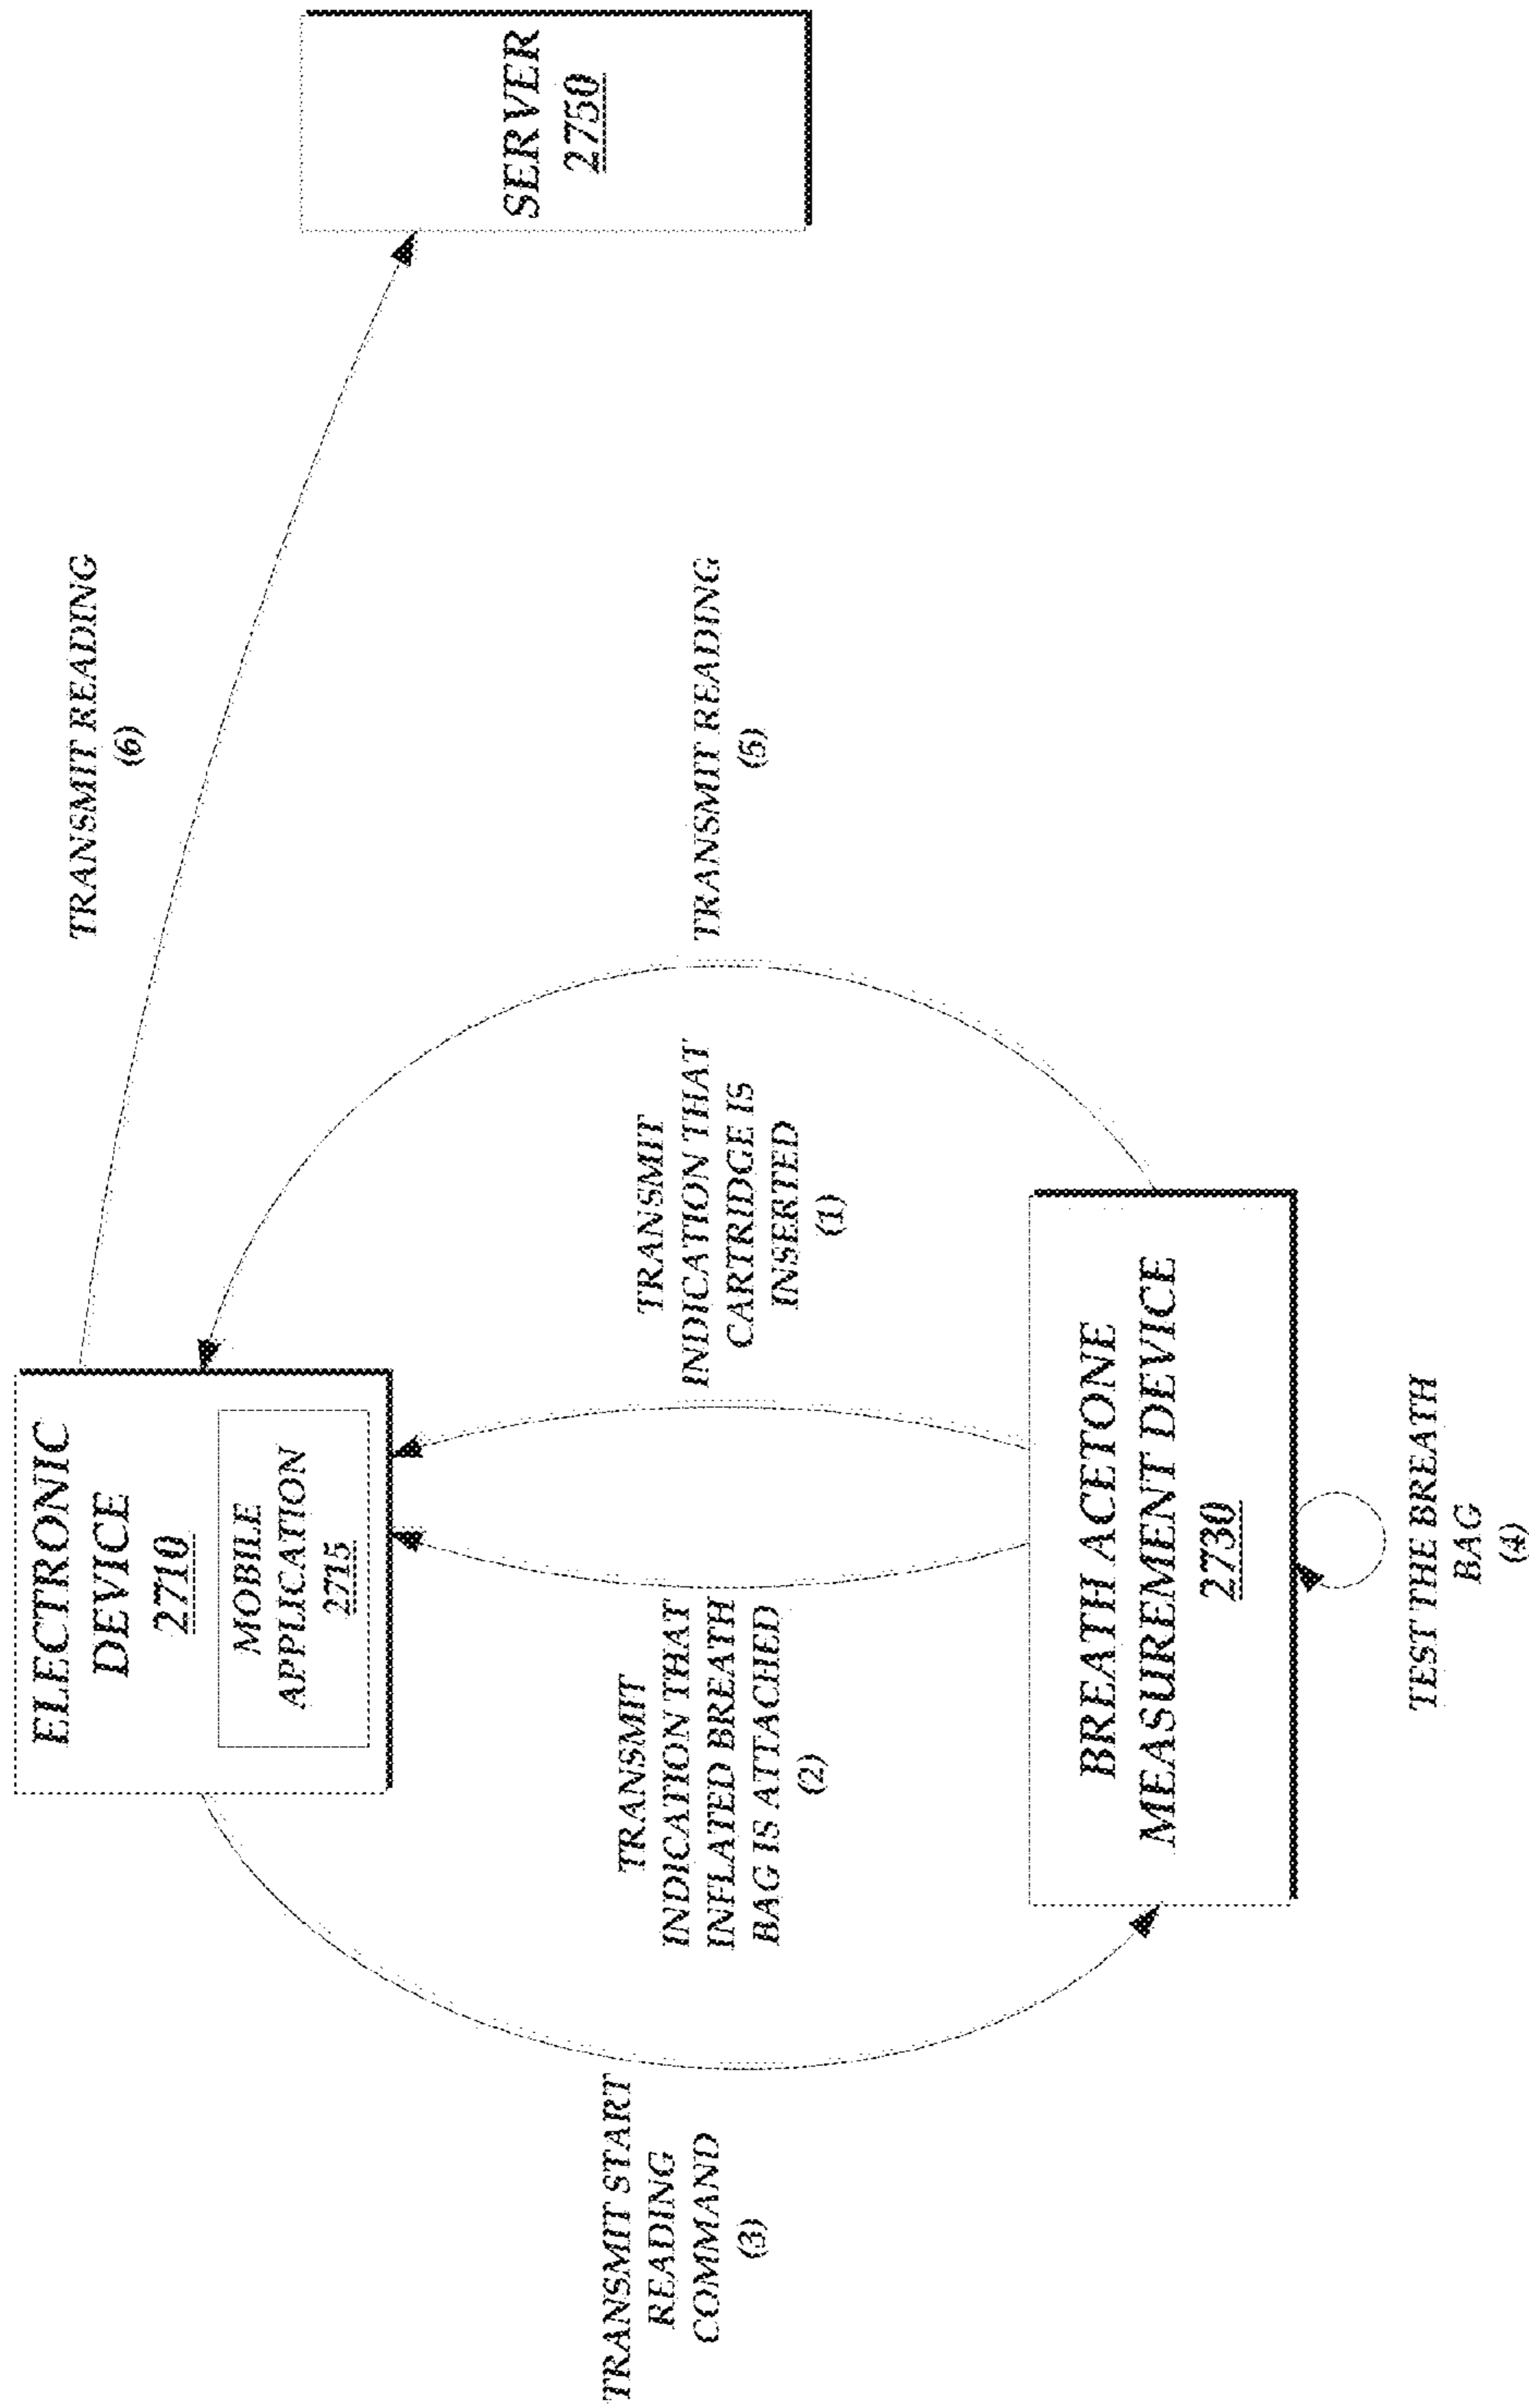 ELECTRONIC
DEVICE
2710
MOBILE
APPLICATION
2715
TRANSMIT READING
(6)
SERVER
2750
TRANSMIT START
READING
COMMAND
(3)
TRANSMIT
INDICATION THAT
INFLATED BREATH
BAG IS ATTACHED
(2)
TRANSMIT
INDICATION THAT
CARTRIDGE IS
INSERTED
(1)
TRANSMIT READING
(5)
BREATH ACETONE
MEASUREMENT DEVICE
2730
TEST THE BREATH
BAG
(4)